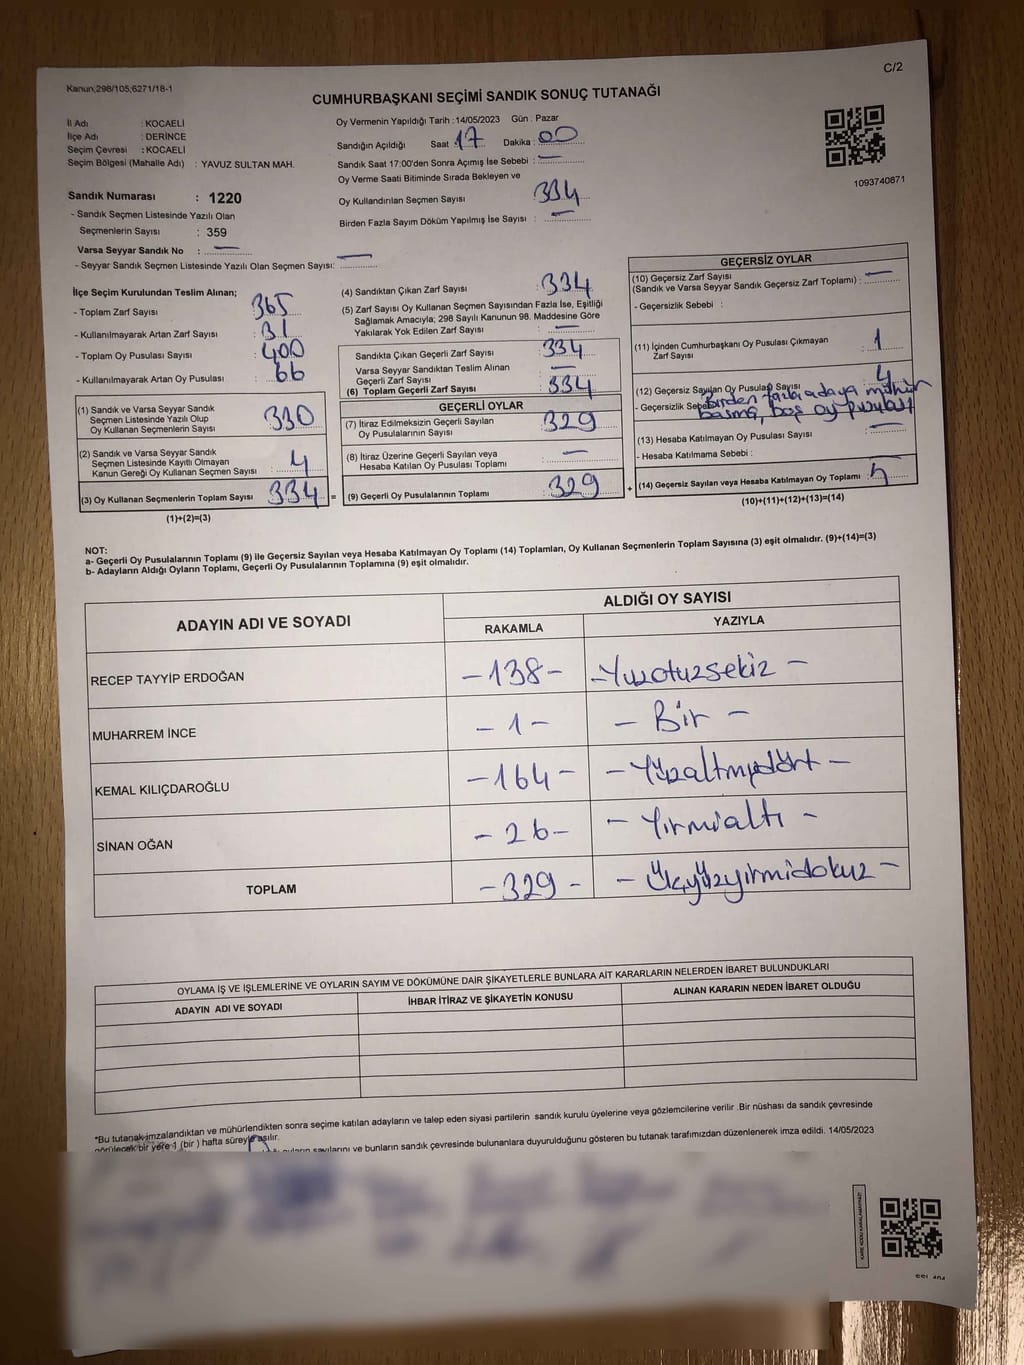 Kanun;298/105;6271/18-1
C/2
CUMHURBAŞKANI SEÇİMİ SANDIK SONUÇ TUTANAĞI
İl Adı : KOCAELİ
İlçe Adı : DERİNCE
Seçim Çevresi : KOCAELİ
Seçim Bölgesi (Mahalle Adı) : YAVUZ SULTAN MAH.
Sandık Numarası : 1220
- Sandık Seçmen Listesinde Yazılı Olan
Seçmenlerin Sayısı : 359
Varsa Seyyar Sandık No : —
- Seyyar Sandık Seçmen Listesinde Yazılı Olan Seçmen Sayısı: —
Oy Vermenin Yapıldığı Tarih :14/05/2023 Gün : Pazar
Sandığın Açıldığı Saat : 17 Dakika : 00
Sandık Saat 17:00'den Sonra Açımış İse Sebebi : —
Oy Verme Saati Bitiminde Sırada Bekleyen ve
Oy Kullandırılan Seçmen Sayısı : 334
Birden Fazla Sayım Döküm Yapılmış İse Sayısı : —
1093740871
İlçe Seçim Kurulundan Teslim Alınan;
- Toplam Zarf Sayısı : 365
- Kullanılmayarak Artan Zarf Sayısı : 31
- Toplam Oy Pusulası Sayısı : 400
- Kullanılmayarak Artan Oy Pusulası : 66
(1) Sandık ve Varsa Seyyar Sandık
Seçmen Listesinde Yazılı Olup
Oy Kullanan Seçmenlerin Sayısı : 330
(2) Sandık ve Varsa Seyyar Sandık
Seçmen Listesinde Kayıtlı Olmayan
Kanun Gereği Oy Kullanan Seçmen Sayısı : 4
(3) Oy Kullanan Seçmenlerin Toplam Sayısı : 334 =
(1)+(2)=(3)
(4) Sandıktan Çıkan Zarf Sayısı : 334
(5) Zarf Sayısı Oy Kullanan Seçmen Sayısından Fazla İse, Eşitliği
Sağlamak Amacıyla; 298 Sayılı Kanunun 98. Maddesine Göre
Yakılarak Yok Edilen Zarf Sayısı : —
Sandıkta Çıkan Geçerli Zarf Sayısı : 334
Varsa Seyyar Sandıktan Teslim Alınan
Geçerli Zarf Sayısı : —
(6) Toplam Geçerli Zarf Sayısı : 334
GEÇERLİ OYLAR
(7) İtiraz Edilmeksizin Geçerli Sayılan
Oy Pusulalarının Sayısı : 329
(8) İtiraz Üzerine Geçerli Sayılan veya
Hesaba Katılan Oy Pusulası Toplamı : —
(9) Geçerli Oy Pusulalarının Toplamı : 329 +
GEÇERSİZ OYLAR
(10) Geçersiz Zarf Sayısı
(Sandık ve Varsa Seyyar Sandık Geçersiz Zarf Toplamı) : —
- Geçersizlik Sebebi :
(11) İçinden Cumhurbaşkanı Oy Pusulası Çıkmayan
Zarf Sayısı : 1
(12) Geçersiz Sayılan Oy Pusulası Sayısı : 4
- Geçersizlik Sebebi : Birden fazla adaya mühür
basma, boş oy pusulası
(13) Hesaba Katılmayan Oy Pusulası Sayısı : —
- Hesaba Katılmama Sebebi :
(14) Geçersiz Sayılan veya Hesaba Katılmayan Oy Toplamı : 5
(10)+(11)+(12)+(13)=(14)
NOT:
a- Geçerli Oy Pusulalarının Toplamı (9) ile Geçersiz Sayılan veya Hesaba Katılmayan Oy Toplamı (14) Toplamları, Oy Kullanan Seçmenlerin Toplam Sayısına (3) eşit olmalıdır. (9)+(14)=(3)
b- Adayların Aldığı Oyların Toplamı, Geçerli Oy Pusulalarının Toplamına (9) eşit olmalıdır.
ADAYIN ADI VE SOYADI ALDIĞI OY SAYISI
RAKAMLA YAZIYLA
RECEP TAYYİP ERDOĞAN -138- -Yüzotuzsekiz-
MUHARREM İNCE -1- -Bir-
KEMAL KILIÇDAROĞLU -164- -Yüzaltmışdört-
SİNAN OĞAN -26- -Yirmialtı-
TOPLAM -329- -Üçyüzyirmidokuz-
OYLAMA İŞ VE İŞLEMLERİNE VE OYLARIN SAYIM VE DÖKÜMÜNE DAİR ŞİKAYETLERLE BUNLARA AİT KARARLARIN NELERDEN İBARET BULUNDUKLARI
ADAYIN ADI VE SOYADI İHBAR İTİRAZ VE ŞİKAYETİN KONUSU ALINAN KARARIN NEDEN İBARET OLDUĞU
*Bu tutanak imzalandıktan ve mühürlendikten sonra seçime katılan adayların ve talep eden siyasi partilerin sandık kurulu üyelerine veya gözlemcilerine verilir .Bir nüshası da sandık çevresinde
görülecek bir yere 1 (bir ) hafta süreyle asılır.
oyların sayılarını ve bunların sandık çevresinde bulunanlara duyurulduğunu gösteren bu tutanak tarafımızdan düzenlenerek imza edildi. 14/05/2023